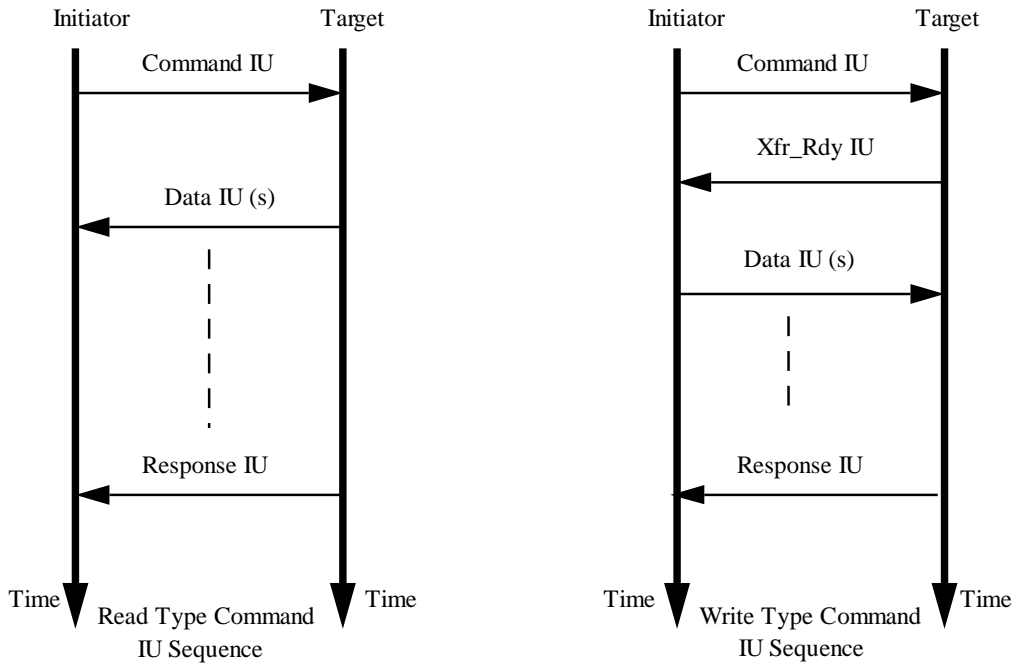 Initiator
Target
Command IU
Data IU (s)
Response IU
Time
Time
Read Type Command
IU Sequence
Initiator
Target
Command IU
Xfr_Rdy IU
Data IU (s)
Response IU
Time
Time
Write Type Command
IU Sequence